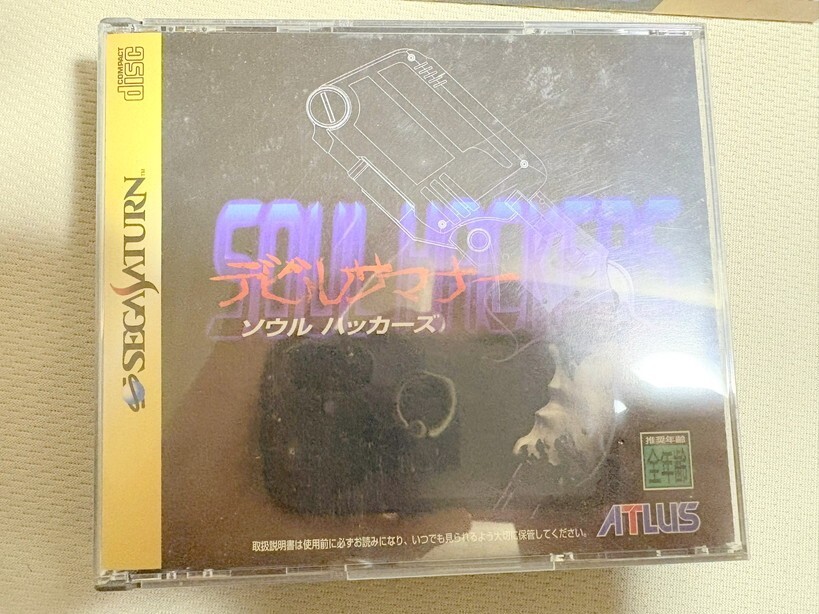 COMPACT
disc
SEGA SATURN™
SOUL HACKERS
デビルサマナー
ソウル ハッカーズ
推奨年齢
全年齢
ATLUS
取扱説明書は使用前に必ずお読みになり、いつでも見られるよう大切に保管してください。